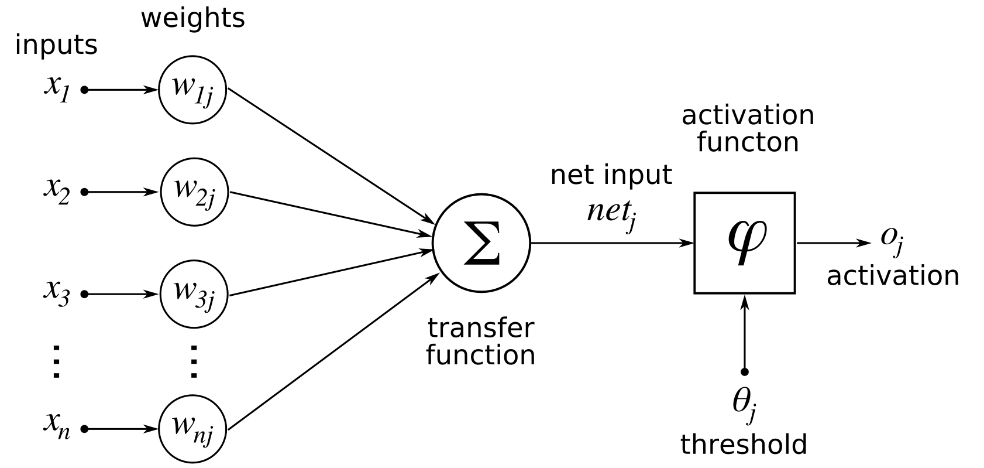 weights
inputs
x1
w1j
activation
functon
x2
w2j
net input
netj
Σ
φ
oj
activation
x3
w3j
transfer
function
⋮
⋮
θj
threshold
xn
wnj